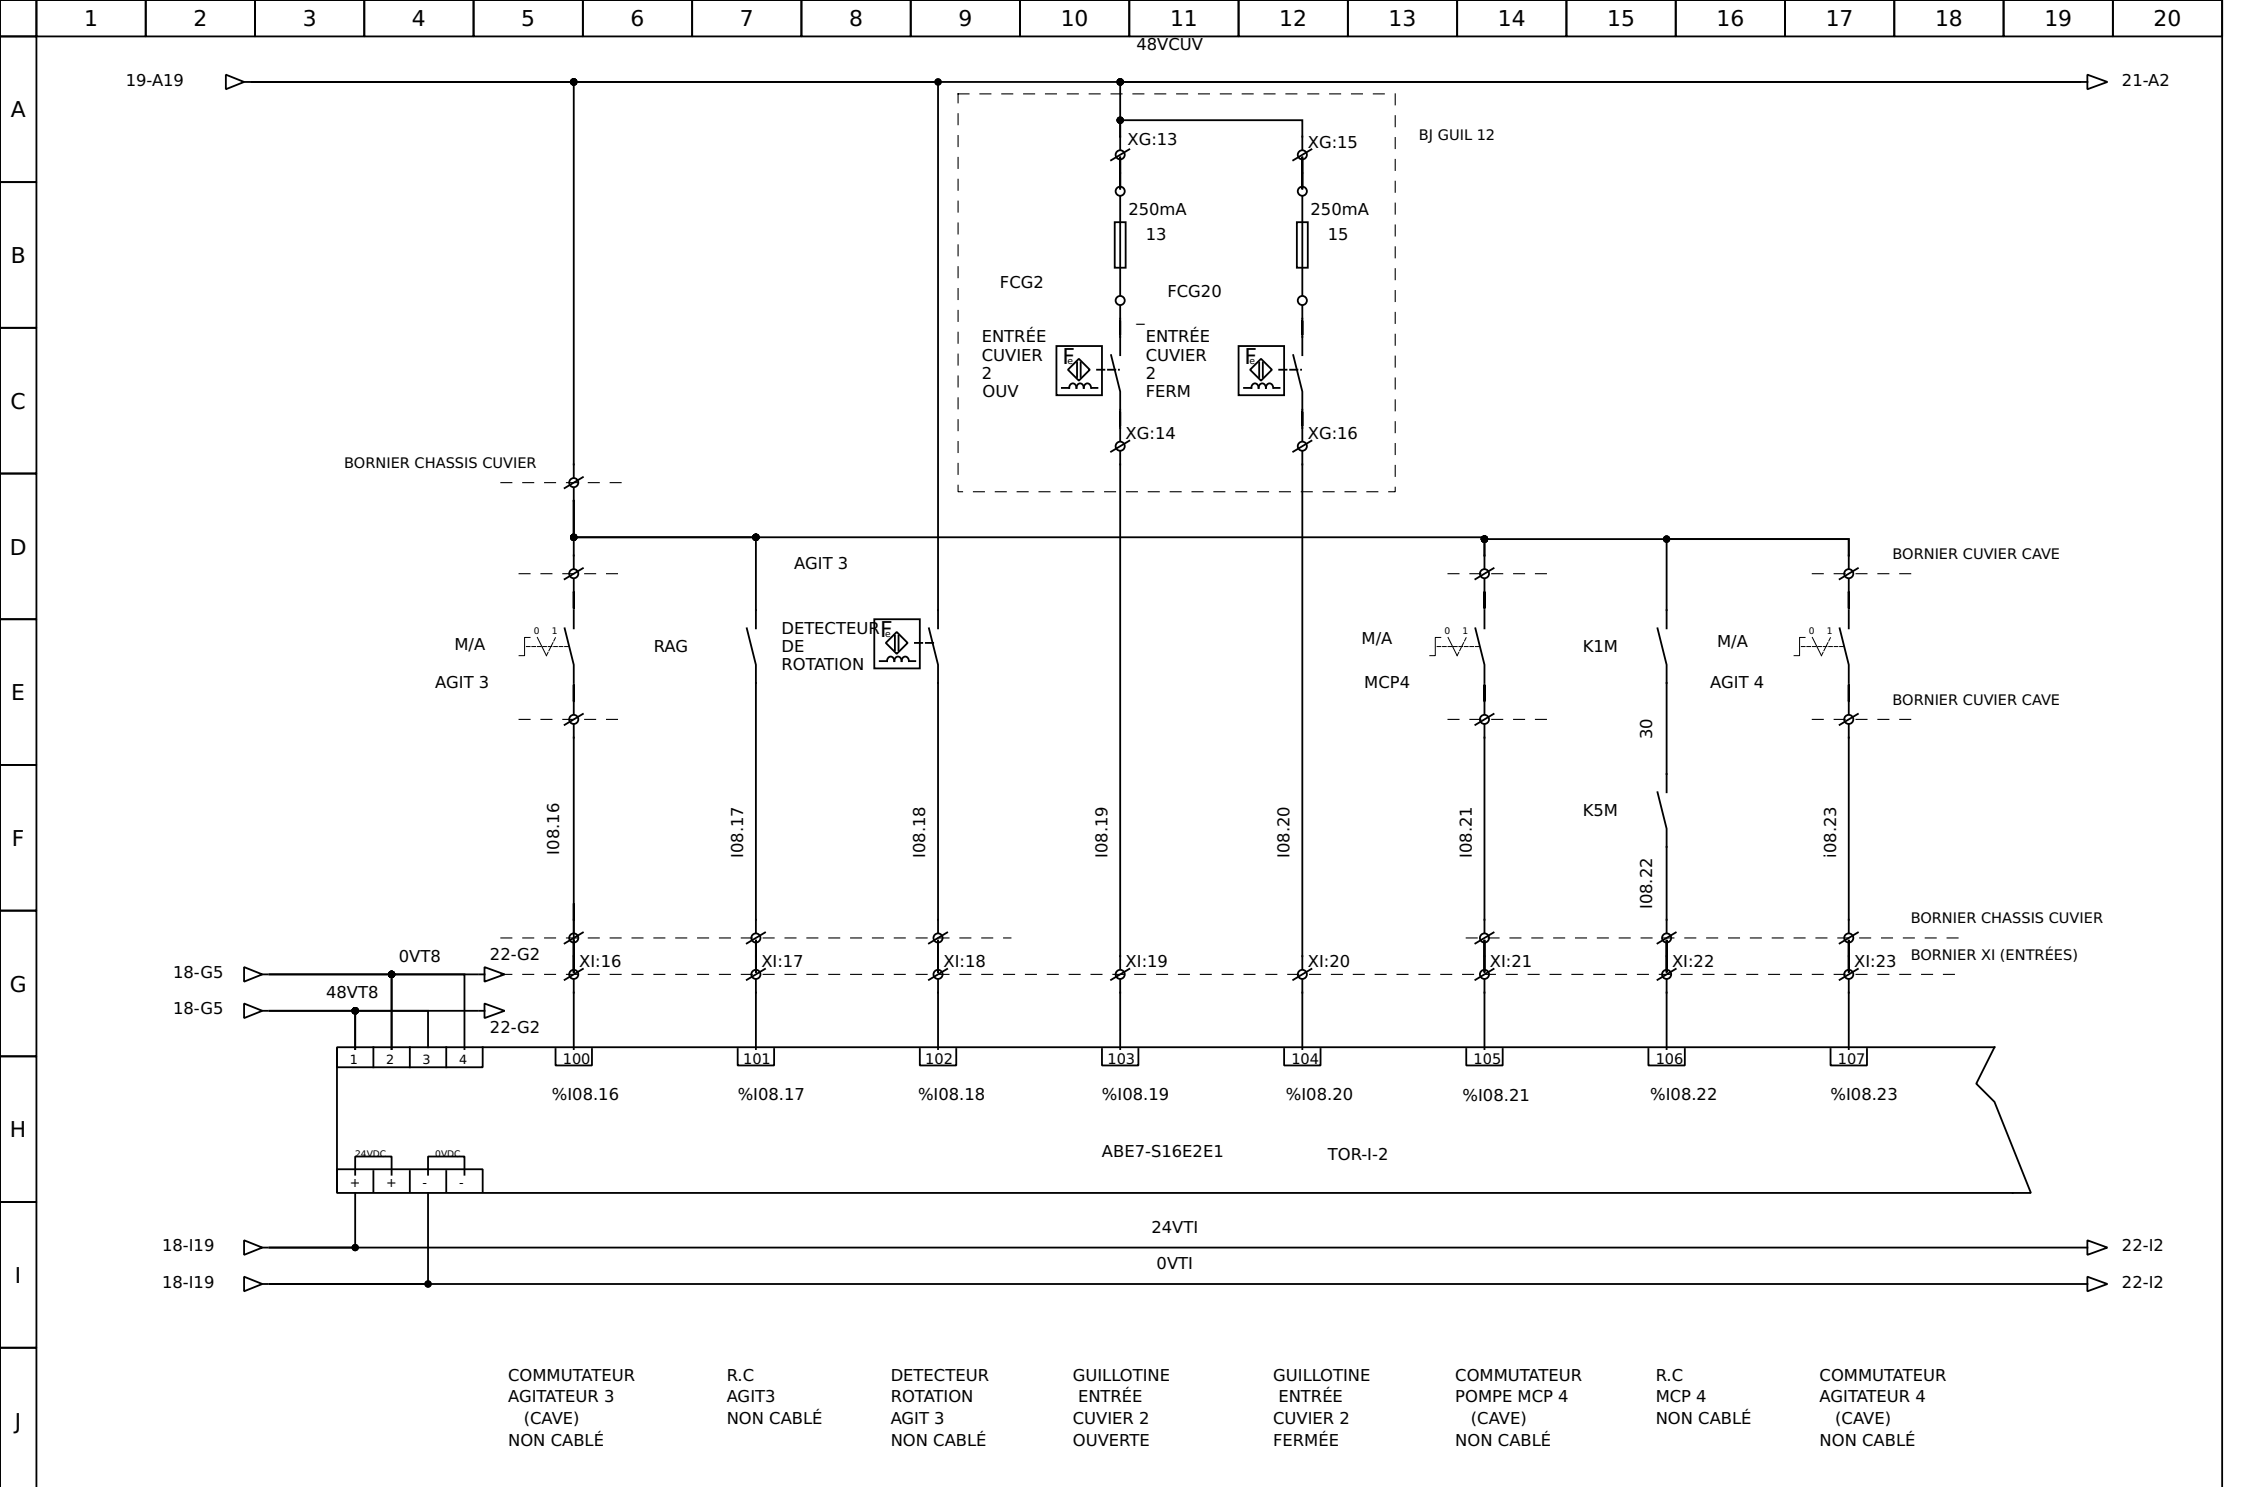 1 2 3 4 5 6 7 8 9 10 11 12 13 14 15 16 17 18 19 20
48VCUV
19-A19
21-A2
A
BJ GUIL 12
XG:13
XG:15
B
250mA
13
250mA
15
FCG2
FCG20
C
ENTRÉE
CUVIER
2
OUV
_
ENTRÉE
CUVIER
2
FERM
Fe
Fe
XG:14
XG:16
BORNIER CHASSIS CUVIER
D
AGIT 3
BORNIER CUVIER CAVE
E
M/A
0 1
AGIT 3
RAG
DETECTEUR
DE
ROTATION
Fe
M/A
0 1
MCP4
K1M
M/A
0 1
AGIT 4
BORNIER CUVIER CAVE
30
F
K5M
I08.16
I08.17
I08.18
I08.19
I08.20
I08.21
I08.22
i08.23
BORNIER CHASSIS CUVIER
G
0VT8
22-G2
XI:16
XI:17
XI:18
XI:19
XI:20
XI:21
XI:22
XI:23
BORNIER XI (ENTRÉES)
18-G5
48VT8
18-G5
22-G2
1 2 3 4
100 101 102 103 104 105 106 107
%I08.16 %I08.17 %I08.18 %I08.19 %I08.20 %I08.21 %I08.22 %I08.23
H
ABE7-S16E2E1
TOR-I-2
24VDC
0VDC
+ + - -
24VTI
18-I19
22-I2
0VTI
I
18-I19
22-I2
J
COMMUTATEUR
AGITATEUR 3
(CAVE)
NON CABLÉ
R.C
AGIT3
NON CABLÉ
DETECTEUR
ROTATION
AGIT 3
NON CABLÉ
GUILLOTINE
ENTRÉE
CUVIER 2
OUVERTE
GUILLOTINE
ENTRÉE
CUVIER 2
FERMÉE
COMMUTATEUR
POMPE MCP 4
(CAVE)
NON CABLÉ
R.C
MCP 4
NON CABLÉ
COMMUTATEUR
AGITATEUR 4
(CAVE)
NON CABLÉ